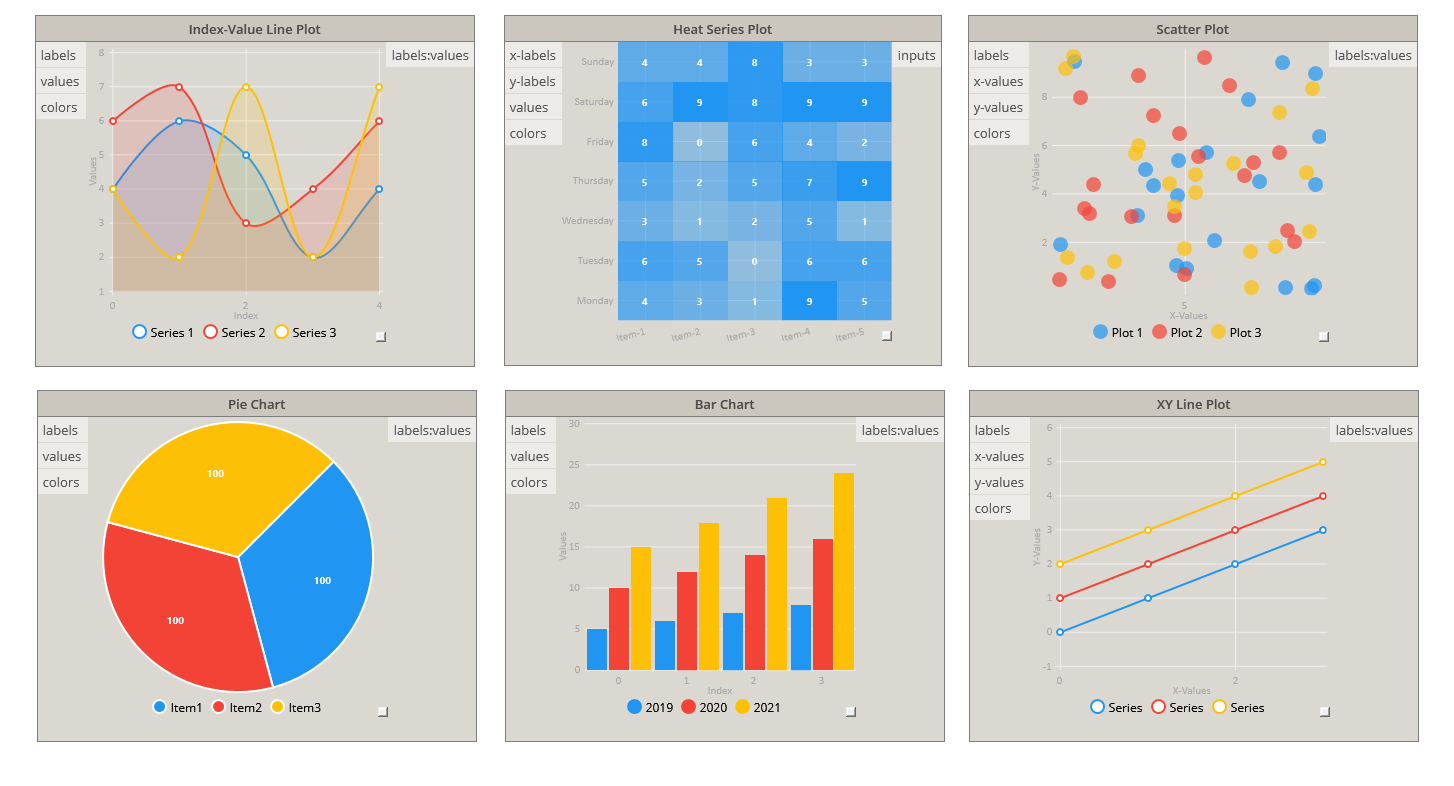 Index-Value Line Plot
labels
values
colors
labels:values
8
7
6
5
4
3
2
1
Values
0 2 4
Index
Series 1 Series 2 Series 3
Heat Series Plot
x-labels
y-labels
values
colors
inputs
Sunday 4 4 8 3 3
Saturday 6 9 8 9 9
Friday 8 0 6 4 2
Thursday 5 2 5 7 9
Wednesday 3 1 2 5 1
Tuesday 6 5 0 6 6
Monday 4 3 1 9 5
Item-1 Item-2 Item-3 Item-4 Item-5
Scatter Plot
labels
x-values
y-values
colors
labels:values
8
6
4
2
Y-Values
5
X-Values
Plot 1 Plot 2 Plot 3
Pie Chart
labels
values
colors
labels:values
100
100
100
Item1 Item2 Item3
Bar Chart
labels
values
colors
labels:values
30
25
20
15
10
5
0
Values
0 1 2 3
Index
2019 2020 2021
XY Line Plot
labels
x-values
y-values
colors
labels:values
6
5
4
3
2
1
0
-1
Y-Values
0 2
X-Values
Series Series Series